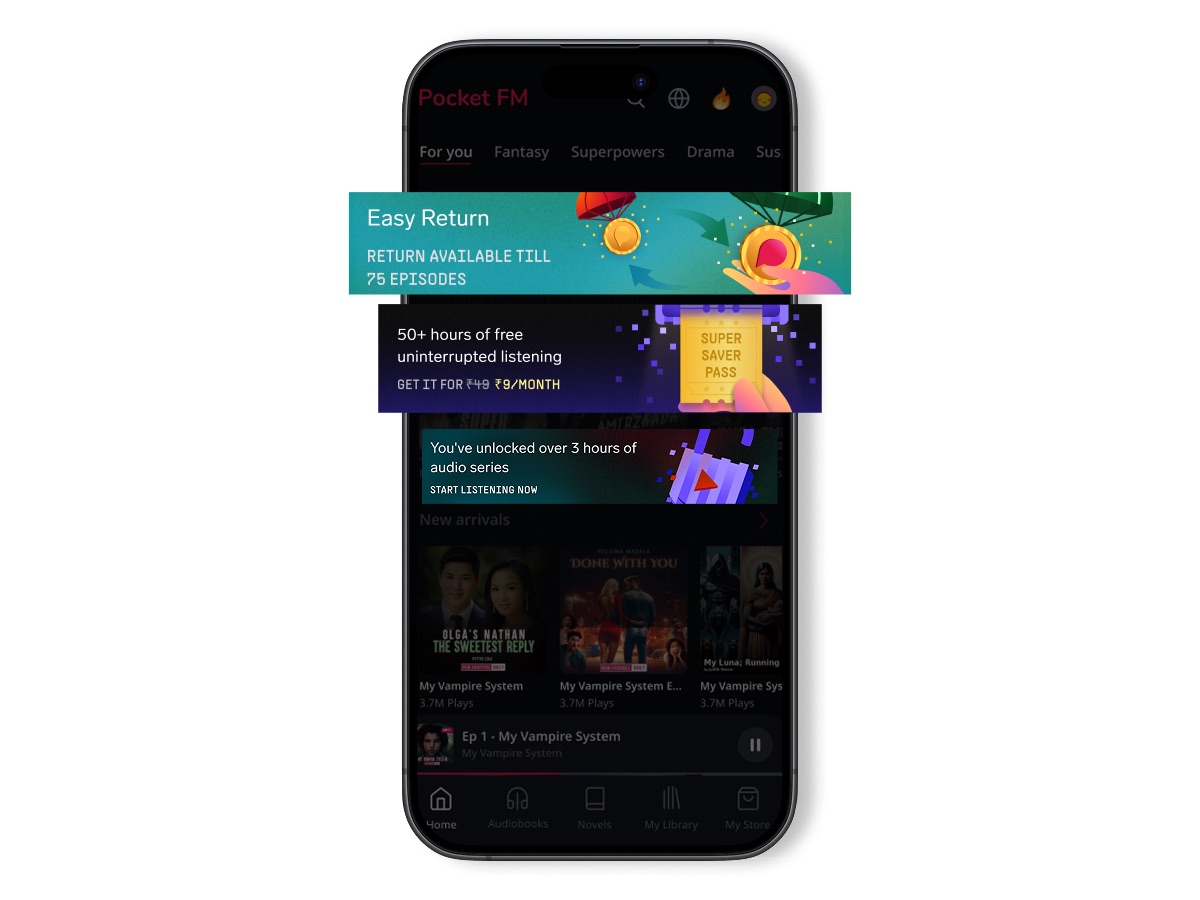 Pocket FM
For you Fantasy Superpowers Drama Sus
Easy Return
RETURN AVAILABLE TILL
75 EPISODES
50+ hours of free
uninterrupted listening
GET IT FOR ₹49 ₹9/MONTH
SUPER
SAVER
PASS
SUPER
AMIRZAADA
You've unlocked over 3 hours of
audio series
START LISTENING NOW
New arrivals
OLGA'S NATHAN
THE SWEETEST REPLY
DONE WITH YOU
My Luna; Running
My Vampire System My Vampire System E... My Vampire Sys
3.7M Plays 3.7M Plays 3.7M Plays
Ep 1 - My Vampire System
My Vampire System
Home Audiobooks Novels My Library My Store